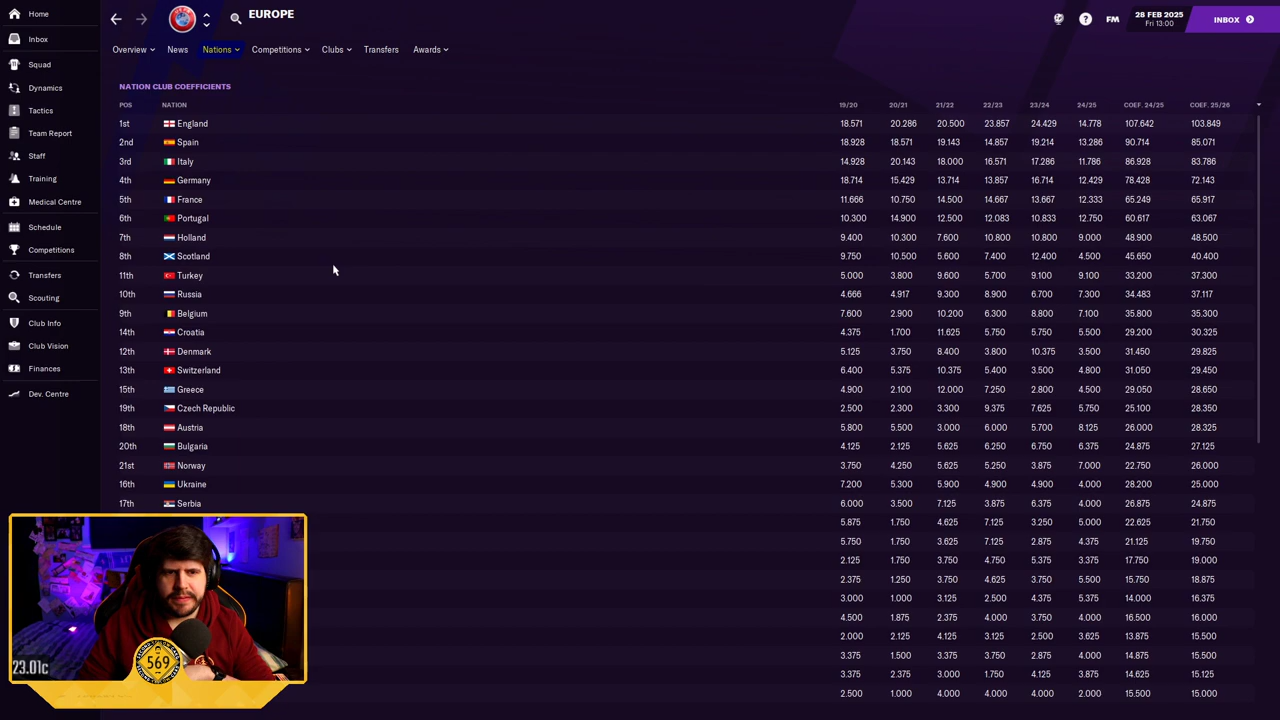 Home
Inbox
Squad
Dynamics
Tactics
Team Report
Staff
Training
Medical Centre
Schedule
Competitions
Transfers
Scouting
Club Info
Club Vision
Finances
Dev. Centre
EUROPE
FM
28 FEB 2025
Fri 13:00
INBOX
Overview News Nations Competitions Clubs Transfers Awards
NATION CLUB COEFFICIENTS
POS NATION 19/20 20/21 21/22 22/23 23/24 24/25 COEF. 24/25 COEF. 25/26
1st England 18.571 20.286 20.500 23.857 24.429 14.778 107.642 103.849
2nd Spain 18.928 18.571 19.143 14.857 19.214 13.286 90.714 85.071
3rd Italy 14.928 20.143 18.000 16.571 17.286 11.786 86.928 83.786
4th Germany 18.714 15.429 13.714 13.857 16.714 12.429 78.428 72.143
5th France 11.666 10.750 14.500 14.667 13.667 12.333 65.249 65.917
6th Portugal 10.300 14.900 12.500 12.083 10.833 12.750 60.617 63.067
7th Holland 9.400 10.300 7.600 10.800 10.800 9.000 48.900 48.500
8th Scotland 9.750 10.500 5.600 7.400 12.400 4.500 45.650 40.400
11th Turkey 5.000 3.800 9.600 5.700 9.100 9.100 33.200 37.300
10th Russia 4.666 4.917 9.300 8.900 6.700 7.300 34.483 37.117
9th Belgium 7.600 2.900 10.200 6.300 8.800 7.100 35.800 35.300
14th Croatia 4.375 1.700 11.625 5.750 5.750 5.500 29.200 30.325
12th Denmark 5.125 3.750 8.400 3.800 10.375 3.500 31.450 29.825
13th Switzerland 6.400 5.375 10.375 5.400 3.500 4.800 31.050 29.450
15th Greece 4.900 2.100 12.000 7.250 2.800 4.500 29.050 28.650
19th Czech Republic 2.500 2.300 3.300 9.375 7.625 5.750 25.100 28.350
18th Austria 5.800 5.500 3.000 6.000 5.700 8.125 26.000 28.325
20th Bulgaria 4.125 2.125 5.625 6.250 6.750 6.375 24.875 27.125
21st Norway 3.750 4.250 5.625 5.250 3.875 7.000 22.750 26.000
16th Ukraine 7.200 5.300 5.900 4.900 4.900 4.000 28.200 25.000
17th Serbia 6.000 3.500 7.125 3.875 6.375 4.000 26.875 24.875
5.875 1.750 4.625 7.125 3.250 5.000 22.625 21.750
5.750 1.750 3.625 7.125 2.875 4.375 21.125 19.750
2.125 1.750 3.750 4.750 5.375 3.375 17.750 19.000
2.375 1.250 3.750 4.625 3.750 5.500 15.750 18.875
3.000 1.000 3.125 2.500 4.375 5.375 14.000 16.375
4.500 1.875 2.375 4.000 3.750 4.000 16.500 16.000
2.000 2.125 4.125 3.125 2.500 3.625 13.875 15.500
3.375 1.500 3.375 3.750 2.875 4.000 14.875 15.500
3.375 2.375 3.000 1.750 4.125 3.875 14.625 15.125
2.500 1.000 4.000 4.000 4.000 2.000 15.500 15.000
569
23.01c